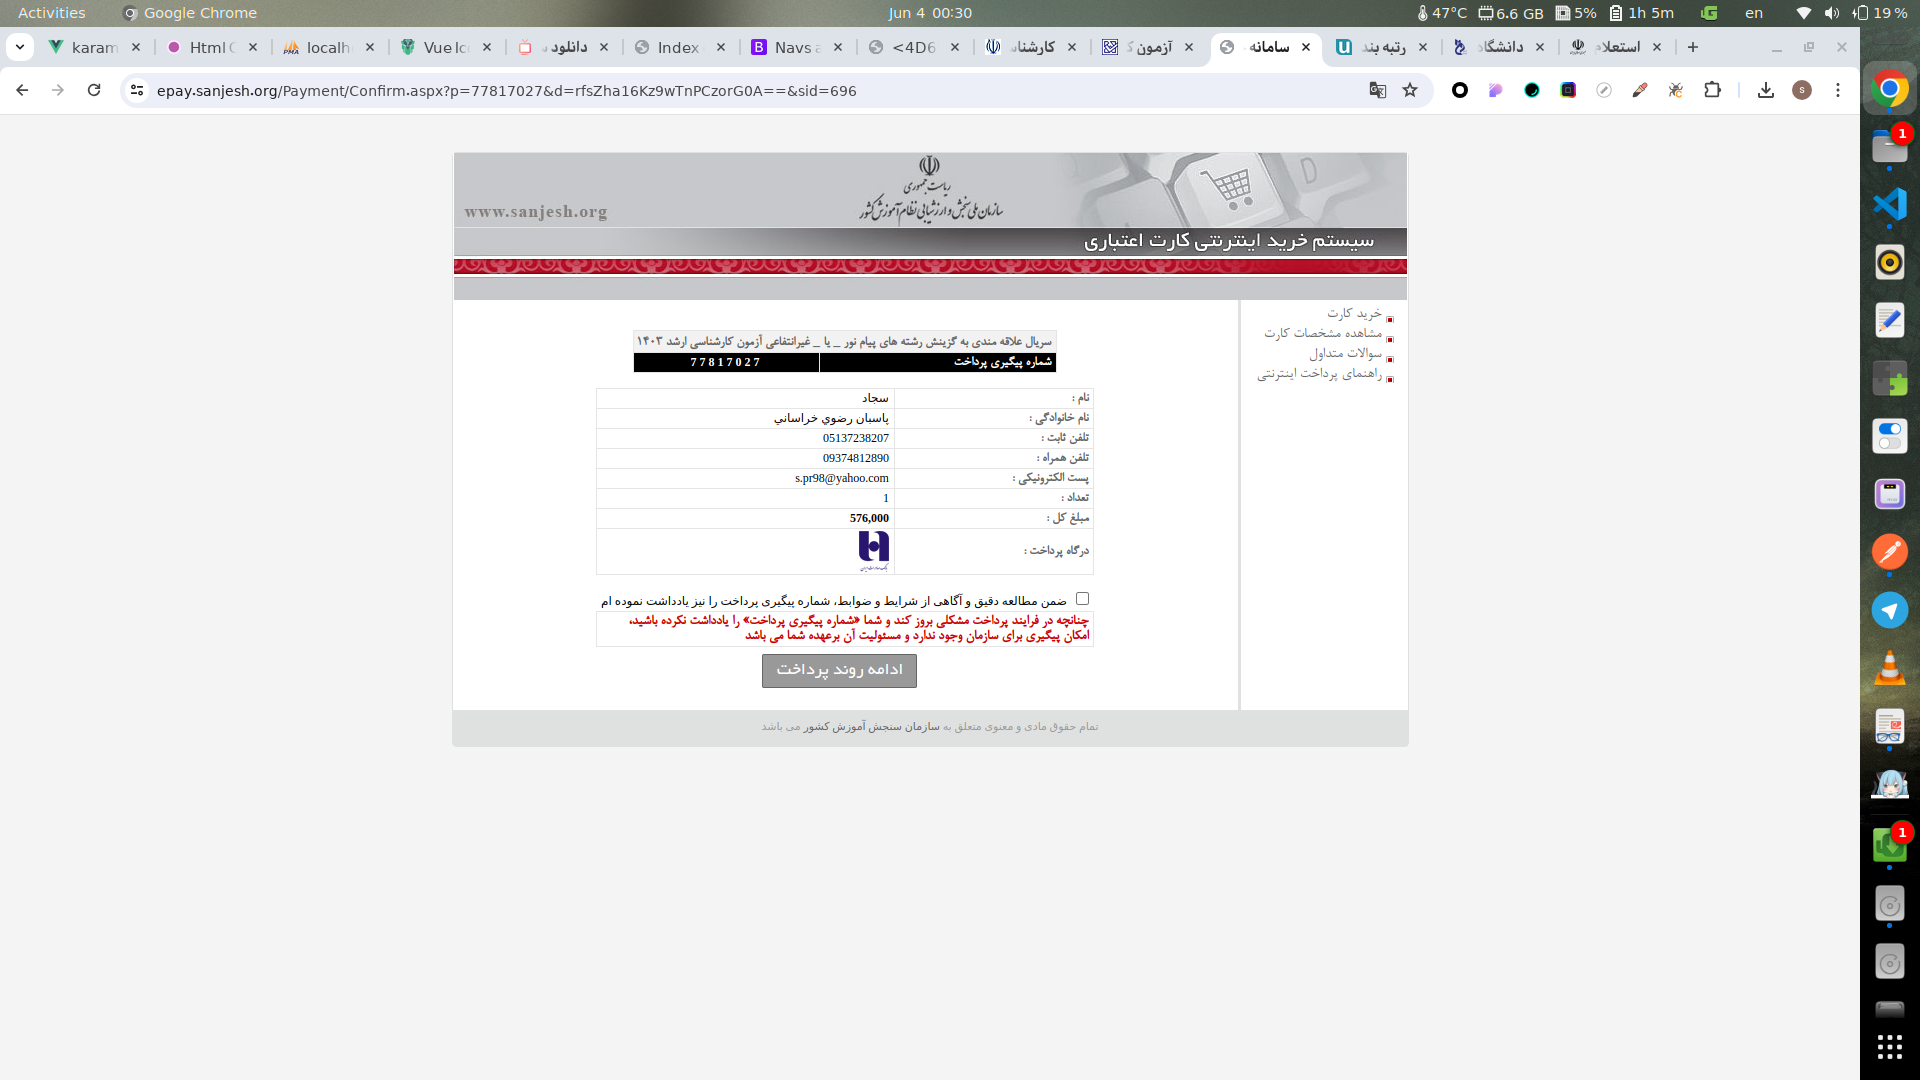 Activities
Google Chrome
Jun 4 00:30
47°C
6.6 GB
5%
1h 5m
en
19 %
karam
Html
localh
Vue Ic
دانلود
Index
Navs a
<4D6
کارشناس
آزمون
سامانه
رتبه بند
دانشگاه
استعلام
epay.sanjesh.org/Payment/Confirm.aspx?p=77817027&d=rfsZha16Kz9wTnPCzorG0A==&sid=696
S
1
ریاست جمهوری
سازمان ملی سنجش و ارزشیابی نظام آموزش کشور
www.sanjesh.org
سیستم خرید اینترنتی کارت اعتباری
خرید کارت
مشاهده مشخصات کارت
سوالات متداول
راهنمای پرداخت اینترنتی
سریال علاقه مندی به گزینش رشته های پیام نور _ یا _ غیرانتفاعی آزمون کارشناسی ارشد ۱۴۰۳
شماره پیگیری پرداخت 77817027
نام : سجاد
نام خانوادگی : پاسبان رضوي خراساني
تلفن ثابت : 05137238207
تلفن همراه : 09374812890
پست الکترونیکی : s.pr98@yahoo.com
تعداد : 1
مبلغ کل : 576,000
درگاه پرداخت :
ضمن مطالعه دقیق و آگاهی از شرایط و ضوابط، شماره پیگیری پرداخت را نیز یادداشت نموده ام
چنانچه در فرایند پرداخت مشکلی بروز کند و شما «شماره پیگیری پرداخت» را یادداشت نکرده باشید،
امکان پیگیری برای سازمان وجود ندارد و مسئولیت آن برعهده شما می باشد
ادامه روند پرداخت
تمام حقوق مادی و معنوی متعلق به سازمان سنجش آموزش کشور می باشد
1